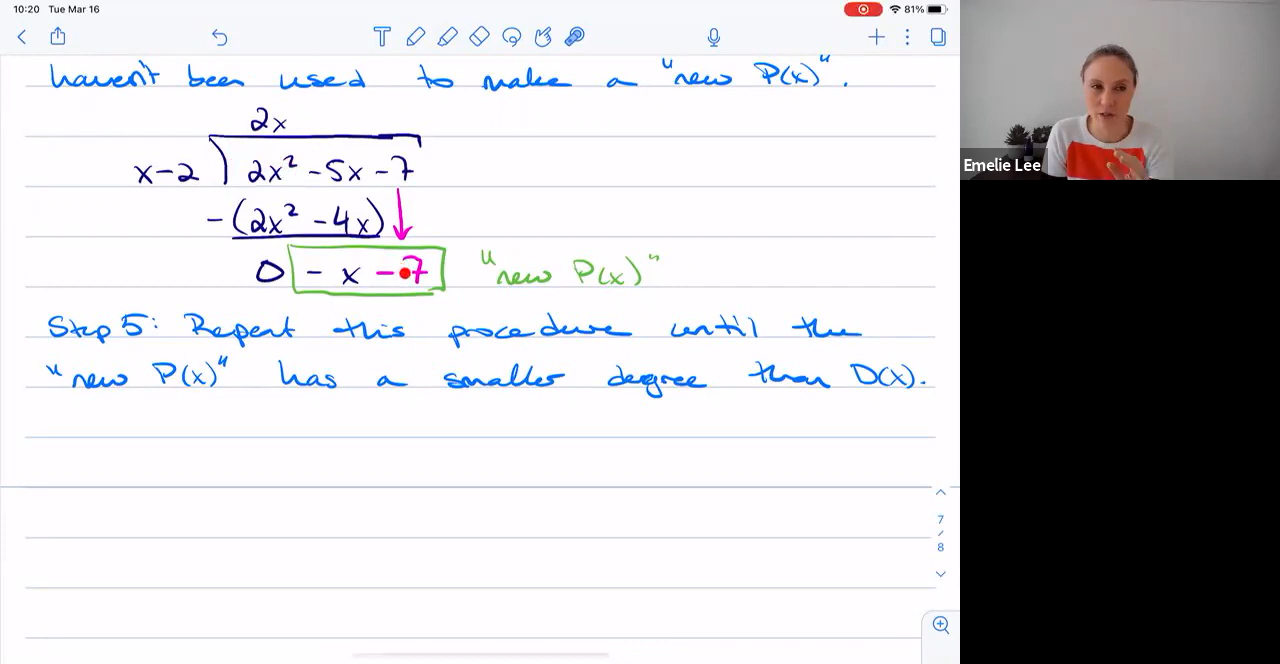 10:20 Tue Mar 16
81%
haven't been used to make a "new P(x)".
2x
x-2 ) 2x² -5x -7
-(2x² -4x)
0 - x -7 "new P(x)"
Step 5: Repeat this procedure until the
"new P(x)" has a smaller degree than D(x).
7
/
8
Emelie Lee